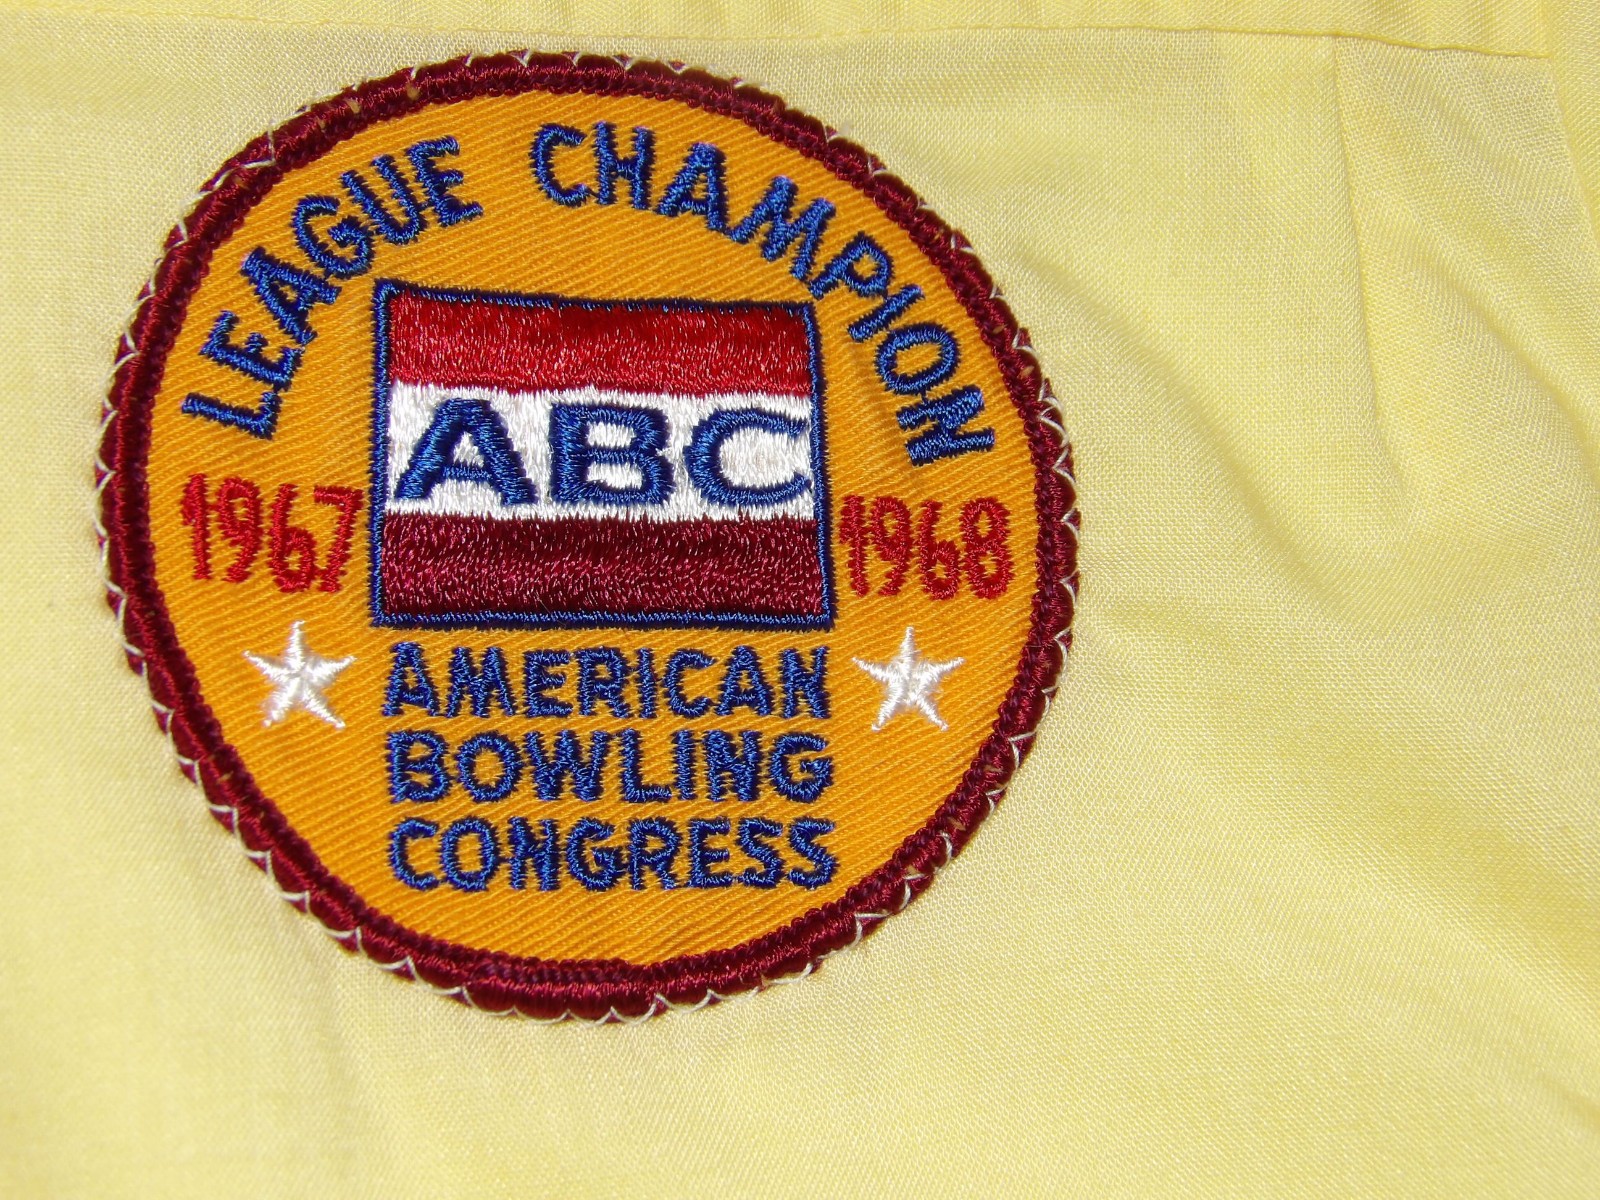 LEAGUE CHAMPION
ABC
1967 1968
AMERICAN
BOWLING
CONGRESS